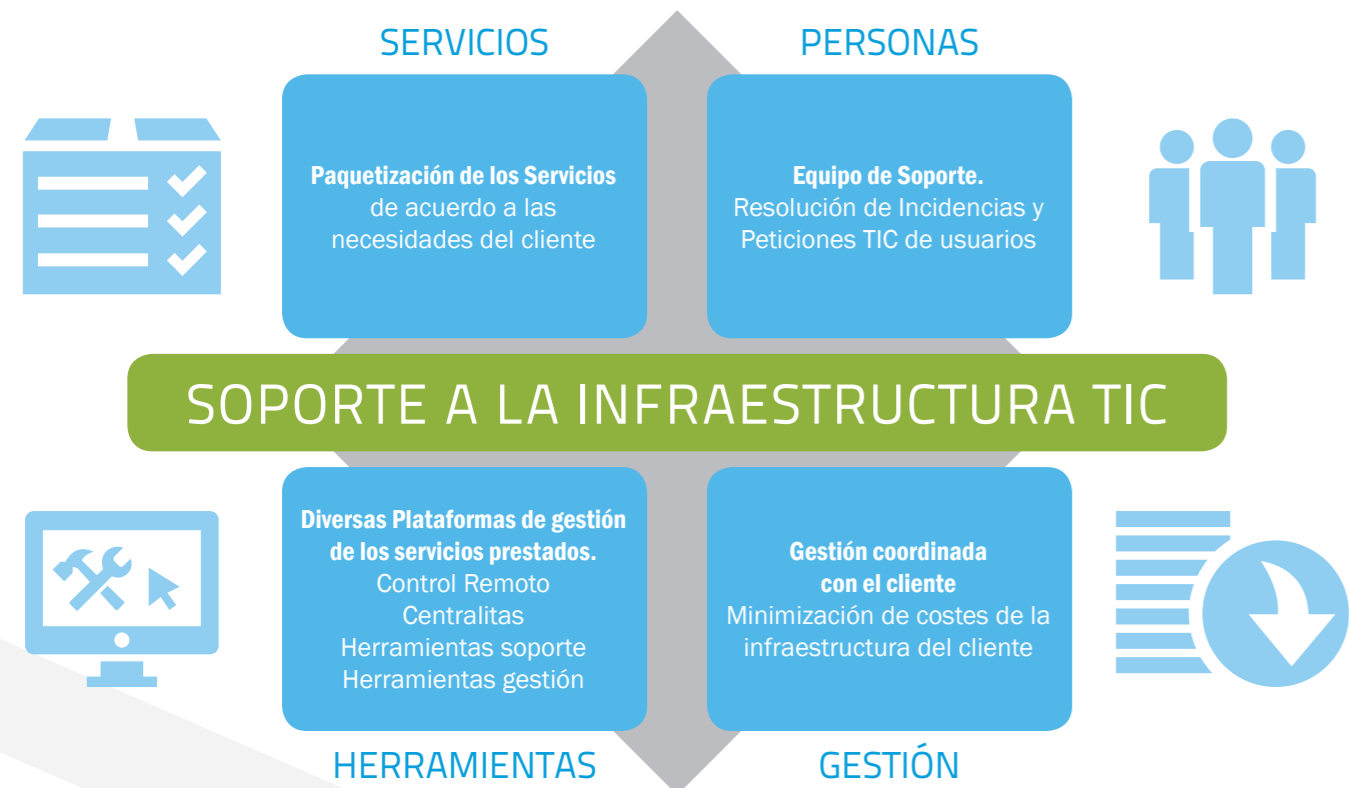 SERVICIOS
PERSONAS
Paquetización de los Servicios
de acuerdo a las
necesidades del cliente
Equipo de Soporte.
Resolución de Incidencias y
Peticiones TIC de usuarios
SOPORTE A LA INFRAESTRUCTURA TIC
Diversas Plataformas de gestión
de los servicios prestados.
Control Remoto
Centralitas
Herramientas soporte
Herramientas gestión
Gestión coordinada
con el cliente
Minimización de costes de la
infraestructura del cliente
HERRAMIENTAS
GESTIÓN